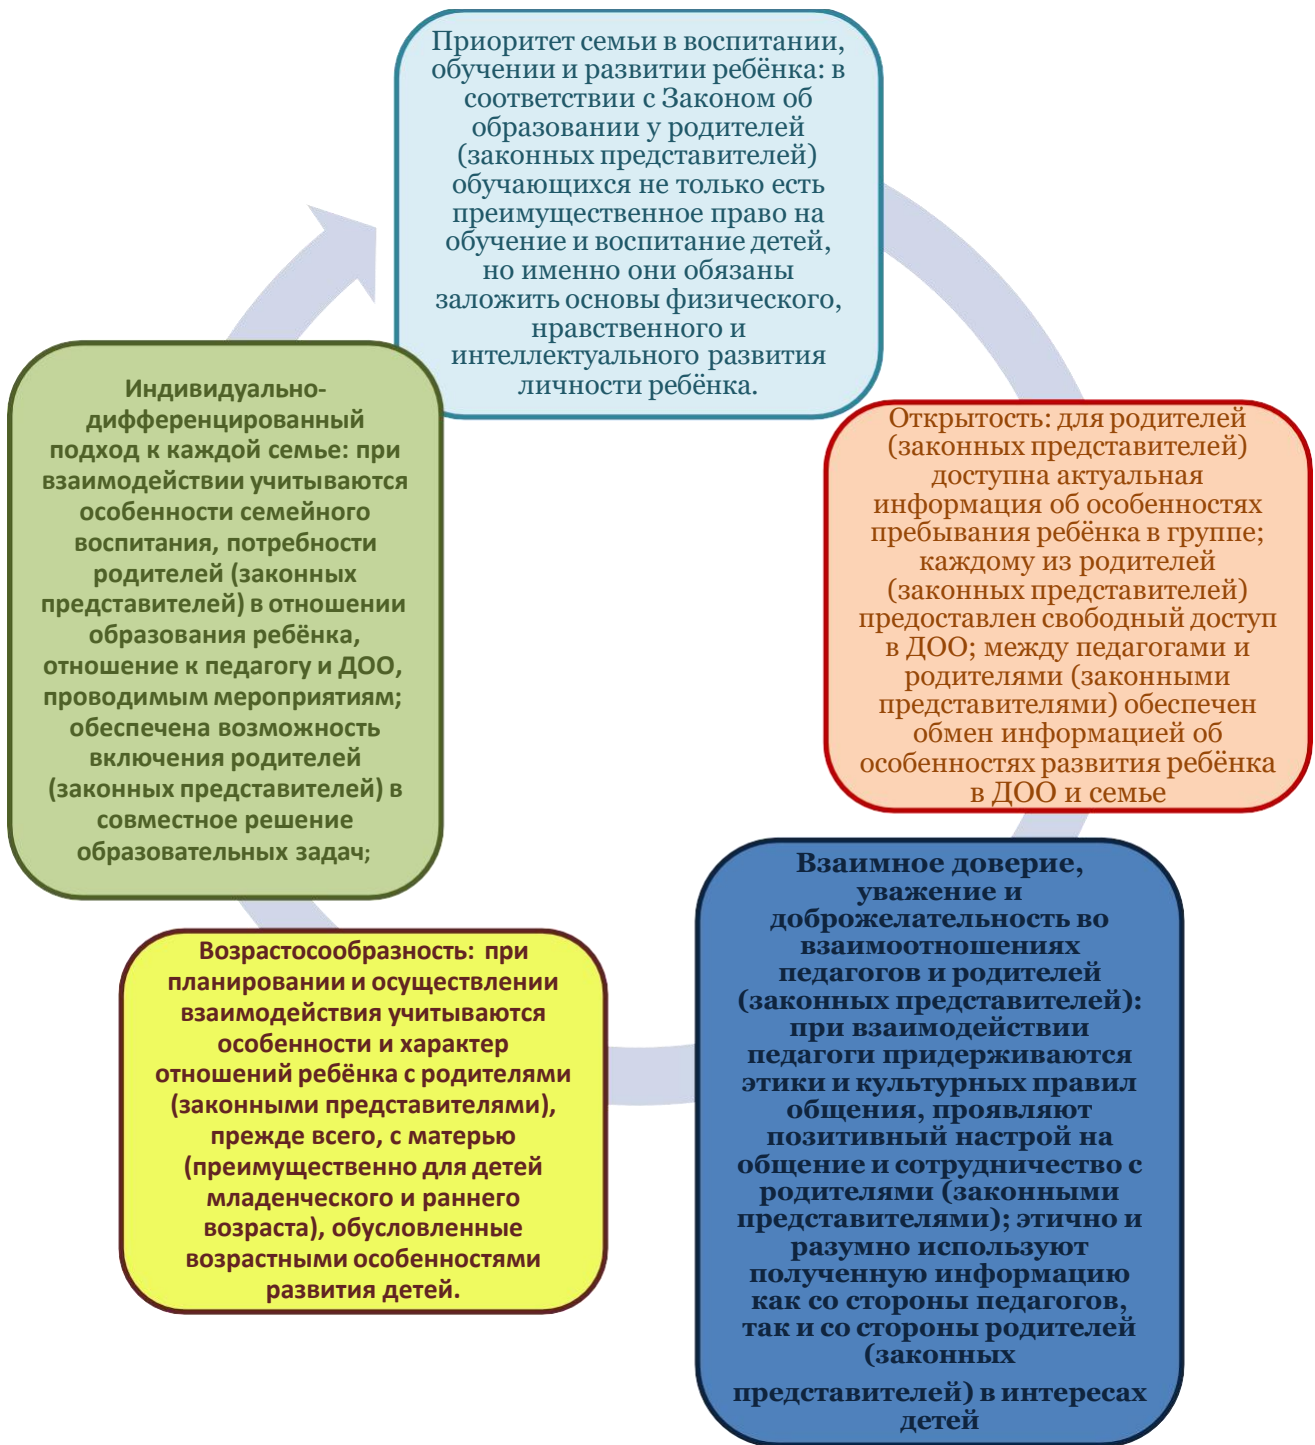 Приоритет семьи в воспитании,
обучении и развитии ребёнка: в
соответствии с Законом об
образовании у родителей
(законных представителей)
обучающихся не только есть
преимущественное право на
обучение и воспитание детей,
но именно они обязаны
заложить основы физического,
нравственного и
интеллектуального развития
личности ребёнка.
Открытость: для родителей
(законных представителей)
доступна актуальная
информация об особенностях
пребывания ребёнка в группе;
каждому из родителей
(законных представителей)
предоставлен свободный доступ
в ДОО; между педагогами и
родителями (законными
представителями) обеспечен
обмен информацией об
особенностях развития ребёнка
в ДОО и семье
Взаимное доверие,
уважение и
доброжелательность во
взаимоотношениях
педагогов и родителей
(законных представителей):
при взаимодействии
педагоги придерживаются
этики и культурных правил
общения, проявляют
позитивный настрой на
общение и сотрудничество с
родителями (законными
представителями); этично и
разумно используют
полученную информацию
как со стороны педагогов,
так и со стороны родителей
(законных
представителей) в интересах
детей
Возрастосообразность: при
планировании и осуществлении
взаимодействия учитываются
особенности и характер
отношений ребёнка с родителями
(законными представителями),
прежде всего, с матерью
(преимущественно для детей
младенческого и раннего
возраста), обусловленные
возрастными особенностями
развития детей.
Индивидуально-
дифференцированный
подход к каждой семье: при
взаимодействии учитываются
особенности семейного
воспитания, потребности
родителей (законных
представителей) в отношении
образования ребёнка,
отношение к педагогу и ДОО,
проводимым мероприятиям;
обеспечена возможность
включения родителей
(законных представителей) в
совместное решение
образовательных задач;